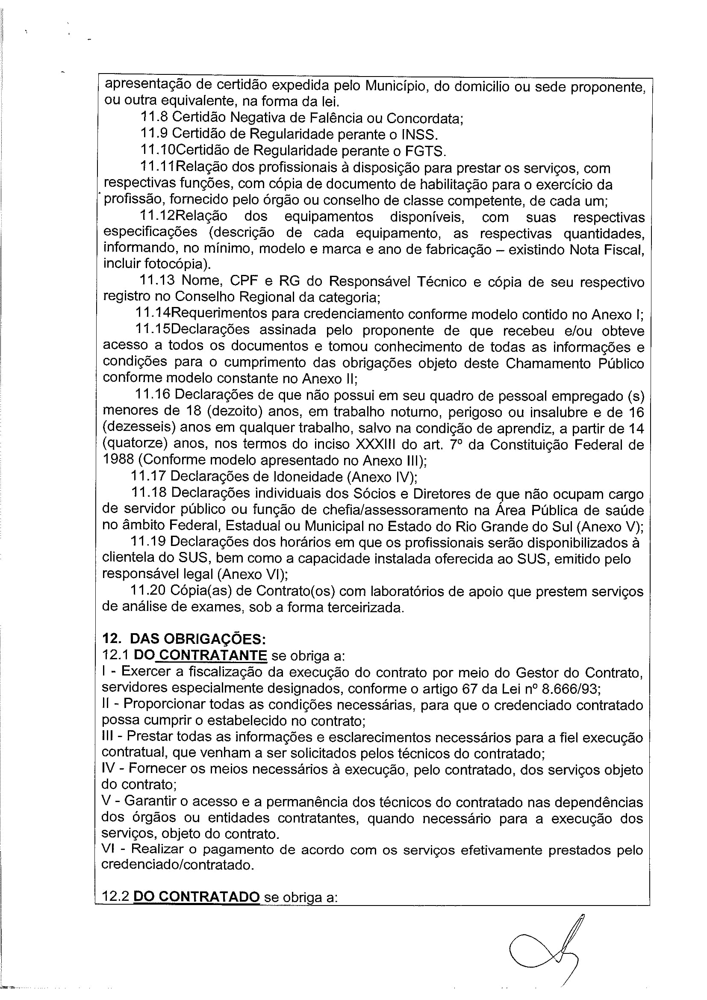 apresentação de certidão expedida pelo Município, do domicilio ou sede proponente,
ou outra equivalente, na forma da lei.
11.8 Certidão Negativa de Falência ou Concordata;
11.9 Certidão de Regularidade perante o INSS.
11.10Certidão de Regularidade perante o FGTS.
11.11Relação dos profissionais à disposição para prestar os serviços, com
respectivas funções, com cópia de documento de habilitação para o exercício da
profissão, fornecido pelo órgão ou conselho de classe competente, de cada um;
11.12Relação dos equipamentos disponíveis, com suas respectivas
especificações (descrição de cada equipamento, as respectivas quantidades,
informando, no mínimo, modelo e marca e ano de fabricação – existindo Nota Fiscal,
incluir fotocópia).
11.13 Nome, CPF e RG do Responsável Técnico e cópia de seu respectivo
registro no Conselho Regional da categoria;
11.14Requerimentos para credenciamento conforme modelo contido no Anexo I;
11.15Declarações assinada pelo proponente de que recebeu e/ou obteve
acesso a todos os documentos e tomou conhecimento de todas as informações e
condições para o cumprimento das obrigações objeto deste Chamamento Público
conforme modelo constante no Anexo II;
11.16 Declarações de que não possui em seu quadro de pessoal empregado (s)
menores de 18 (dezoito) anos, em trabalho noturno, perigoso ou insalubre e de 16
(dezesseis) anos em qualquer trabalho, salvo na condição de aprendiz, a partir de 14
(quatorze) anos, nos termos do inciso XXXIII do art. 7º da Constituição Federal de
1988 (Conforme modelo apresentado no Anexo III);
11.17 Declarações de Idoneidade (Anexo IV);
11.18 Declarações individuais dos Sócios e Diretores de que não ocupam cargo
de servidor público ou função de chefia/assessoramento na Área Pública de saúde
no âmbito Federal, Estadual ou Municipal no Estado do Rio Grande do Sul (Anexo V);
11.19 Declarações dos horários em que os profissionais serão disponibilizados à
clientela do SUS, bem como a capacidade instalada oferecida ao SUS, emitido pelo
responsável legal (Anexo VI);
11.20 Cópia(as) de Contrato(os) com laboratórios de apoio que prestem serviços
de análise de exames, sob a forma terceirizada.
12. DAS OBRIGAÇÕES:
12.1 DO CONTRATANTE se obriga a:
I - Exercer a fiscalização da execução do contrato por meio do Gestor do Contrato,
servidores especialmente designados, conforme o artigo 67 da Lei nº 8.666/93;
II - Proporcionar todas as condições necessárias, para que o credenciado contratado
possa cumprir o estabelecido no contrato;
III - Prestar todas as informações e esclarecimentos necessários para a fiel execução
contratual, que venham a ser solicitados pelos técnicos do contratado;
IV - Fornecer os meios necessários à execução, pelo contratado, dos serviços objeto
do contrato;
V - Garantir o acesso e a permanência dos técnicos do contratado nas dependências
dos órgãos ou entidades contratantes, quando necessário para a execução dos
serviços, objeto do contrato.
VI - Realizar o pagamento de acordo com os serviços efetivamente prestados pelo
credenciado/contratado.
12.2 DO CONTRATADO se obriga a: